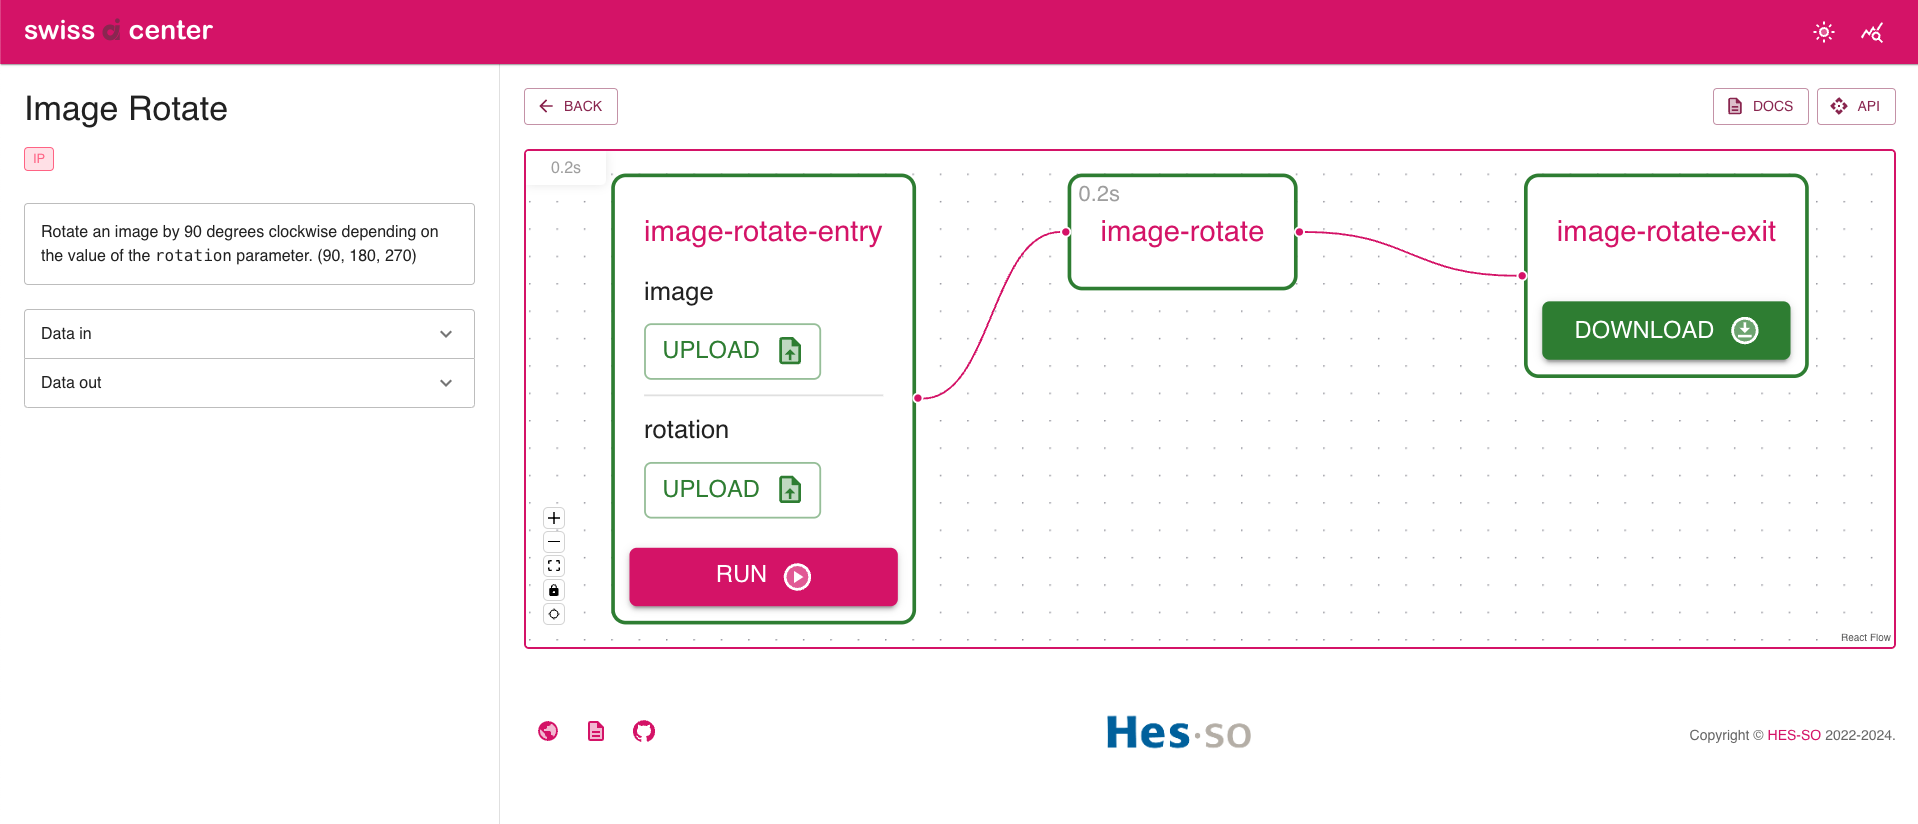 swiss ai center
Image Rotate
IP
Rotate an image by 90 degrees clockwise depending on
the value of the rotation parameter. (90, 180, 270)
Data in
Data out
BACK
DOCS
API
0.2s
image-rotate-entry
image
UPLOAD
rotation
UPLOAD
RUN
0.2s
image-rotate
image-rotate-exit
DOWNLOAD
React Flow
Hes·so
Copyright © HES-SO 2022-2024.